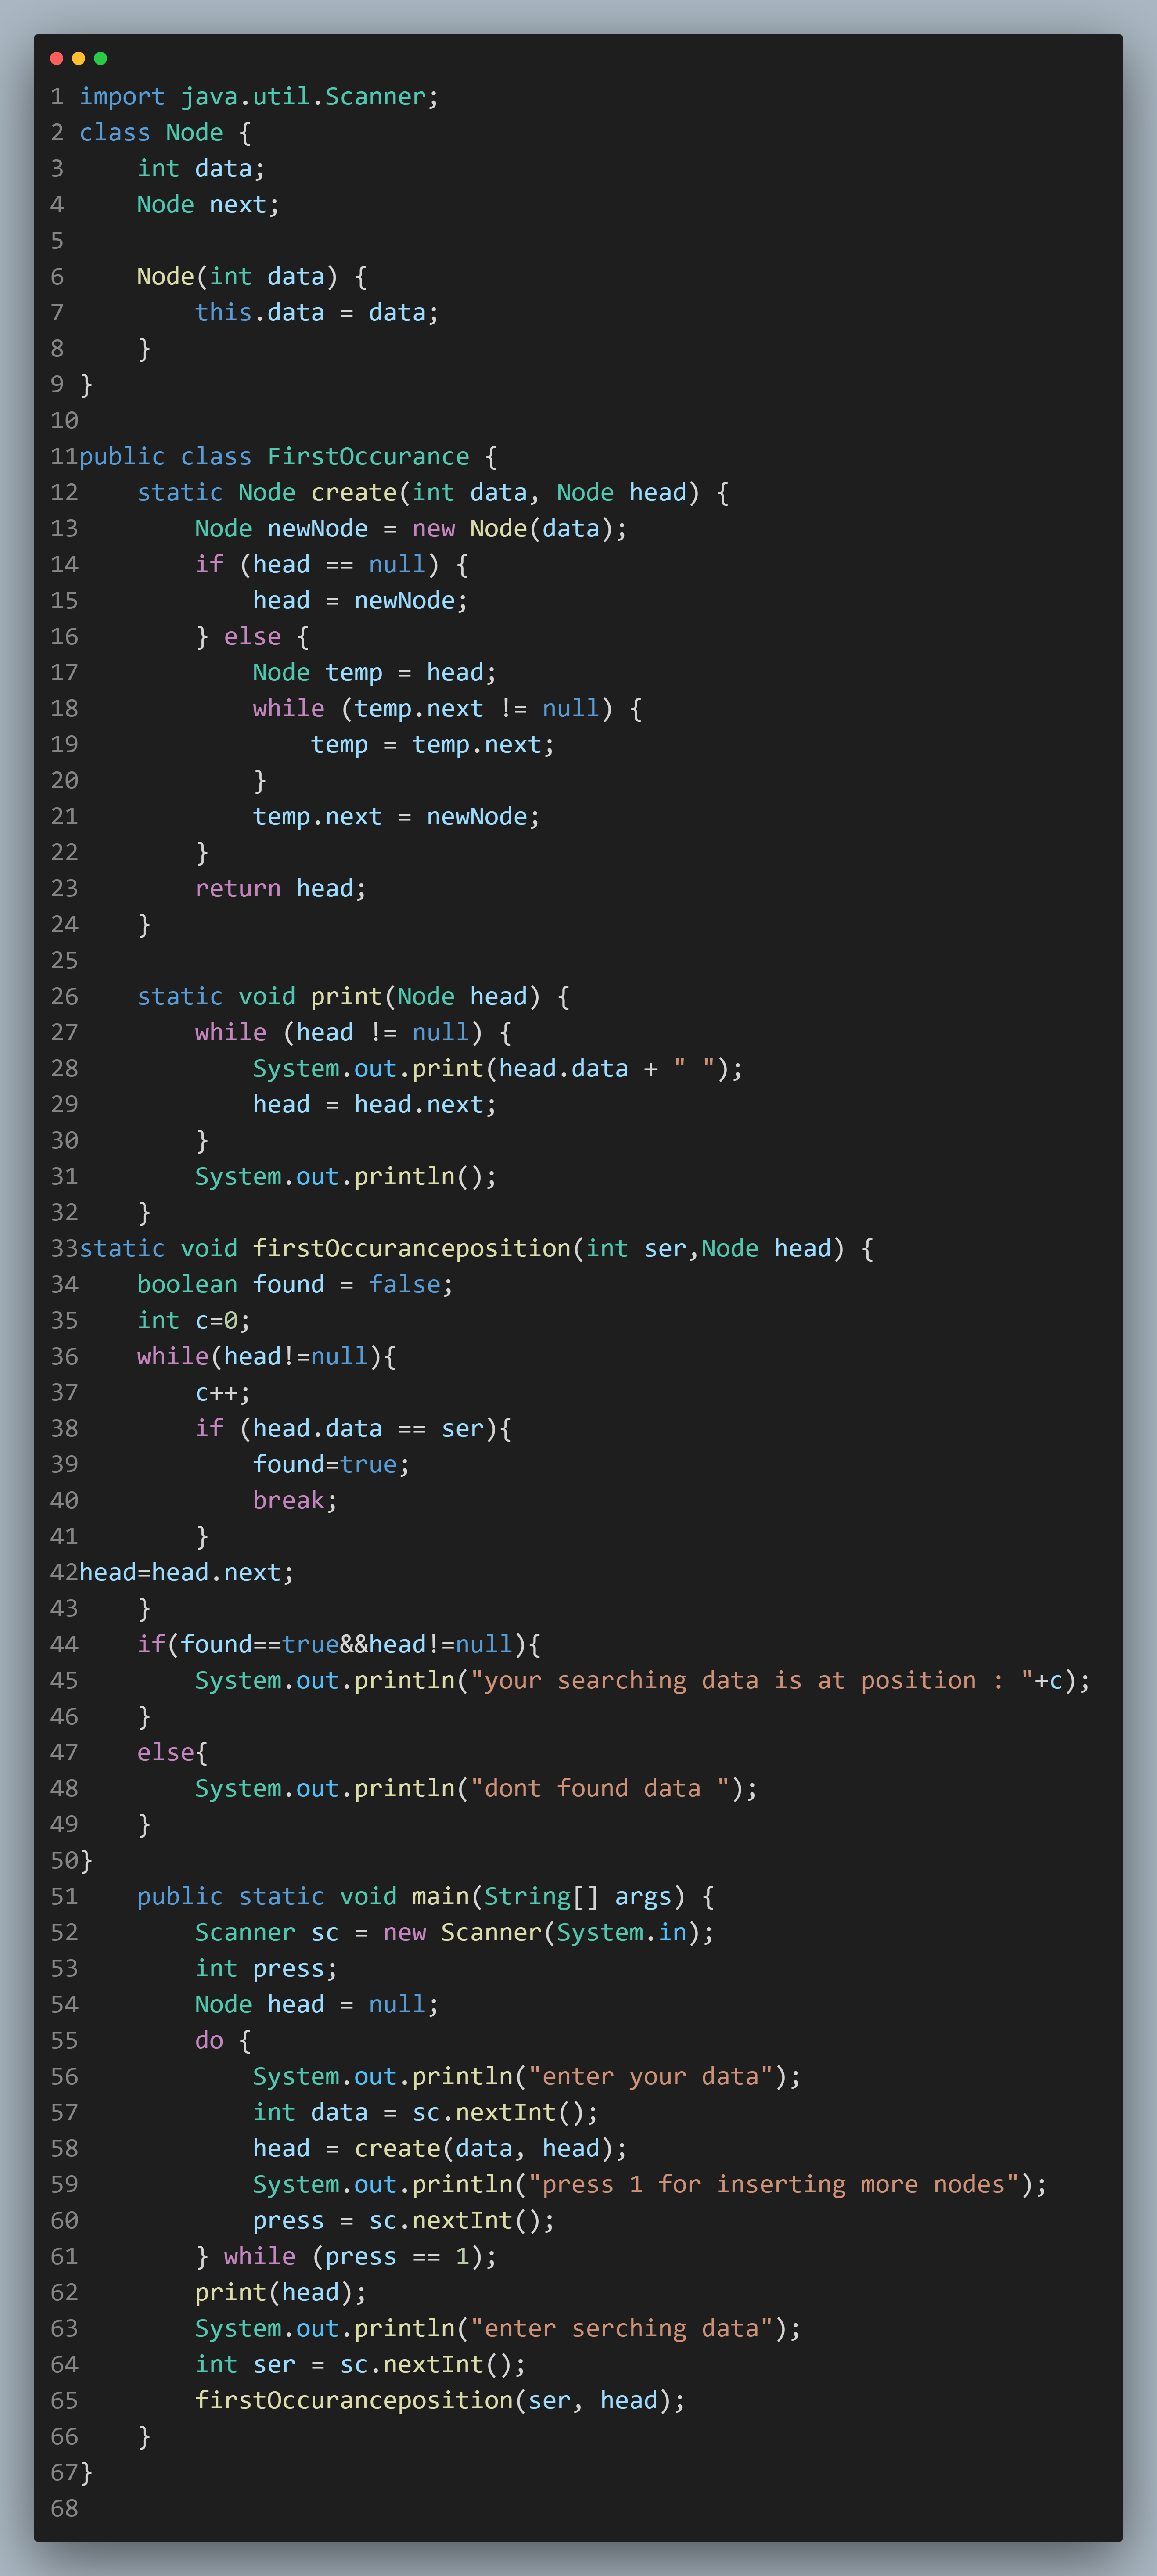 1 import java.util.Scanner;
2 class Node {
3     int data;
4     Node next;
5
6     Node(int data) {
7         this.data = data;
8     }
9 }
10
11public class FirstOccurance {
12    static Node create(int data, Node head) {
13        Node newNode = new Node(data);
14        if (head == null) {
15            head = newNode;
16        } else {
17            Node temp = head;
18            while (temp.next != null) {
19                temp = temp.next;
20            }
21            temp.next = newNode;
22        }
23        return head;
24    }
25
26    static void print(Node head) {
27        while (head != null) {
28            System.out.print(head.data + " ");
29            head = head.next;
30        }
31        System.out.println();
32    }
33static void firstOccuranceposition(int ser,Node head) {
34    boolean found = false;
35    int c=0;
36    while(head!=null){
37        c++;
38        if (head.data == ser){
39            found=true;
40            break;
41        }
42head=head.next;
43    }
44    if(found==true&&head!=null){
45        System.out.println("your searching data is at position : "+c);
46    }
47    else{
48        System.out.println("dont found data ");
49    }
50}
51    public static void main(String[] args) {
52        Scanner sc = new Scanner(System.in);
53        int press;
54        Node head = null;
55        do {
56            System.out.println("enter your data");
57            int data = sc.nextInt();
58            head = create(data, head);
59            System.out.println("press 1 for inserting more nodes");
60            press = sc.nextInt();
61        } while (press == 1);
62        print(head);
63        System.out.println("enter serching data");
64        int ser = sc.nextInt();
65        firstOccuranceposition(ser, head);
66    }
67}
68